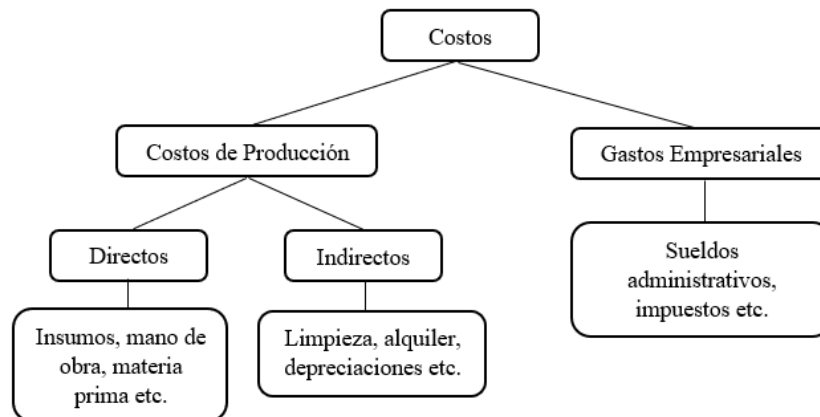 Costos
Costos de Producción
Gastos Empresariales
Directos
Indirectos
Sueldos
administrativos,
impuestos etc.
Insumos, mano de
obra, materia
prima etc.
Limpieza, alquiler,
depreciaciones etc.